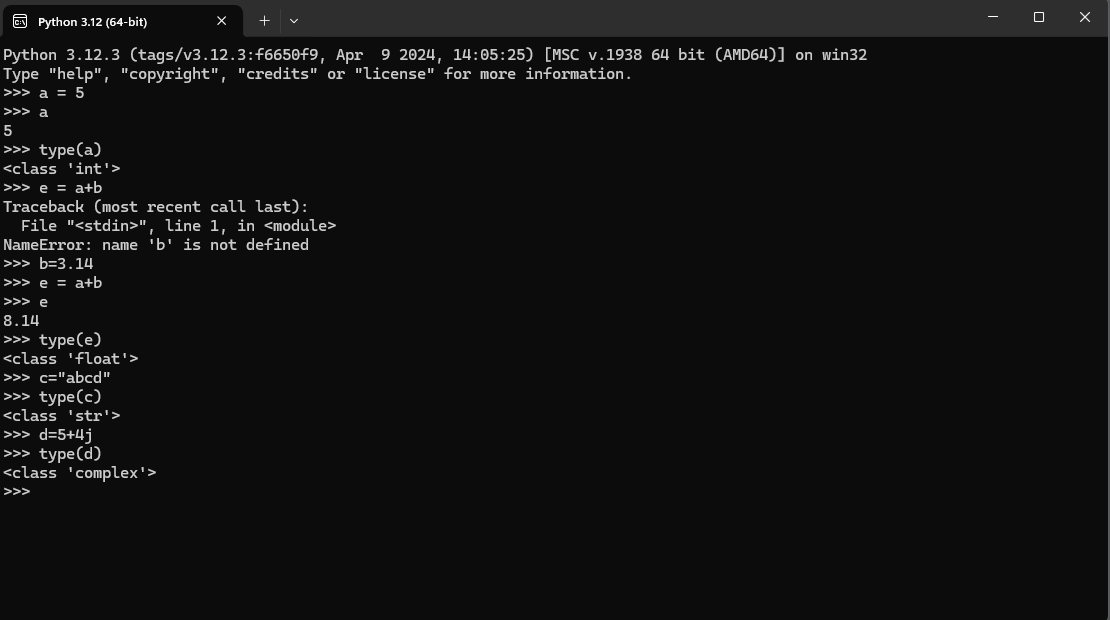 Python 3.12 (64-bit)
Python 3.12.3 (tags/v3.12.3:f6650f9, Apr  9 2024, 14:05:25) [MSC v.1938 64 bit (AMD64)] on win32
Type "help", "copyright", "credits" or "license" for more information.
>>> a = 5
>>> a
5
>>> type(a)
<class 'int'>
>>> e = a+b
Traceback (most recent call last):
  File "<stdin>", line 1, in <module>
NameError: name 'b' is not defined
>>> b=3.14
>>> e = a+b
>>> e
8.14
>>> type(e)
<class 'float'>
>>> c="abcd"
>>> type(c)
<class 'str'>
>>> d=5+4j
>>> type(d)
<class 'complex'>
>>>